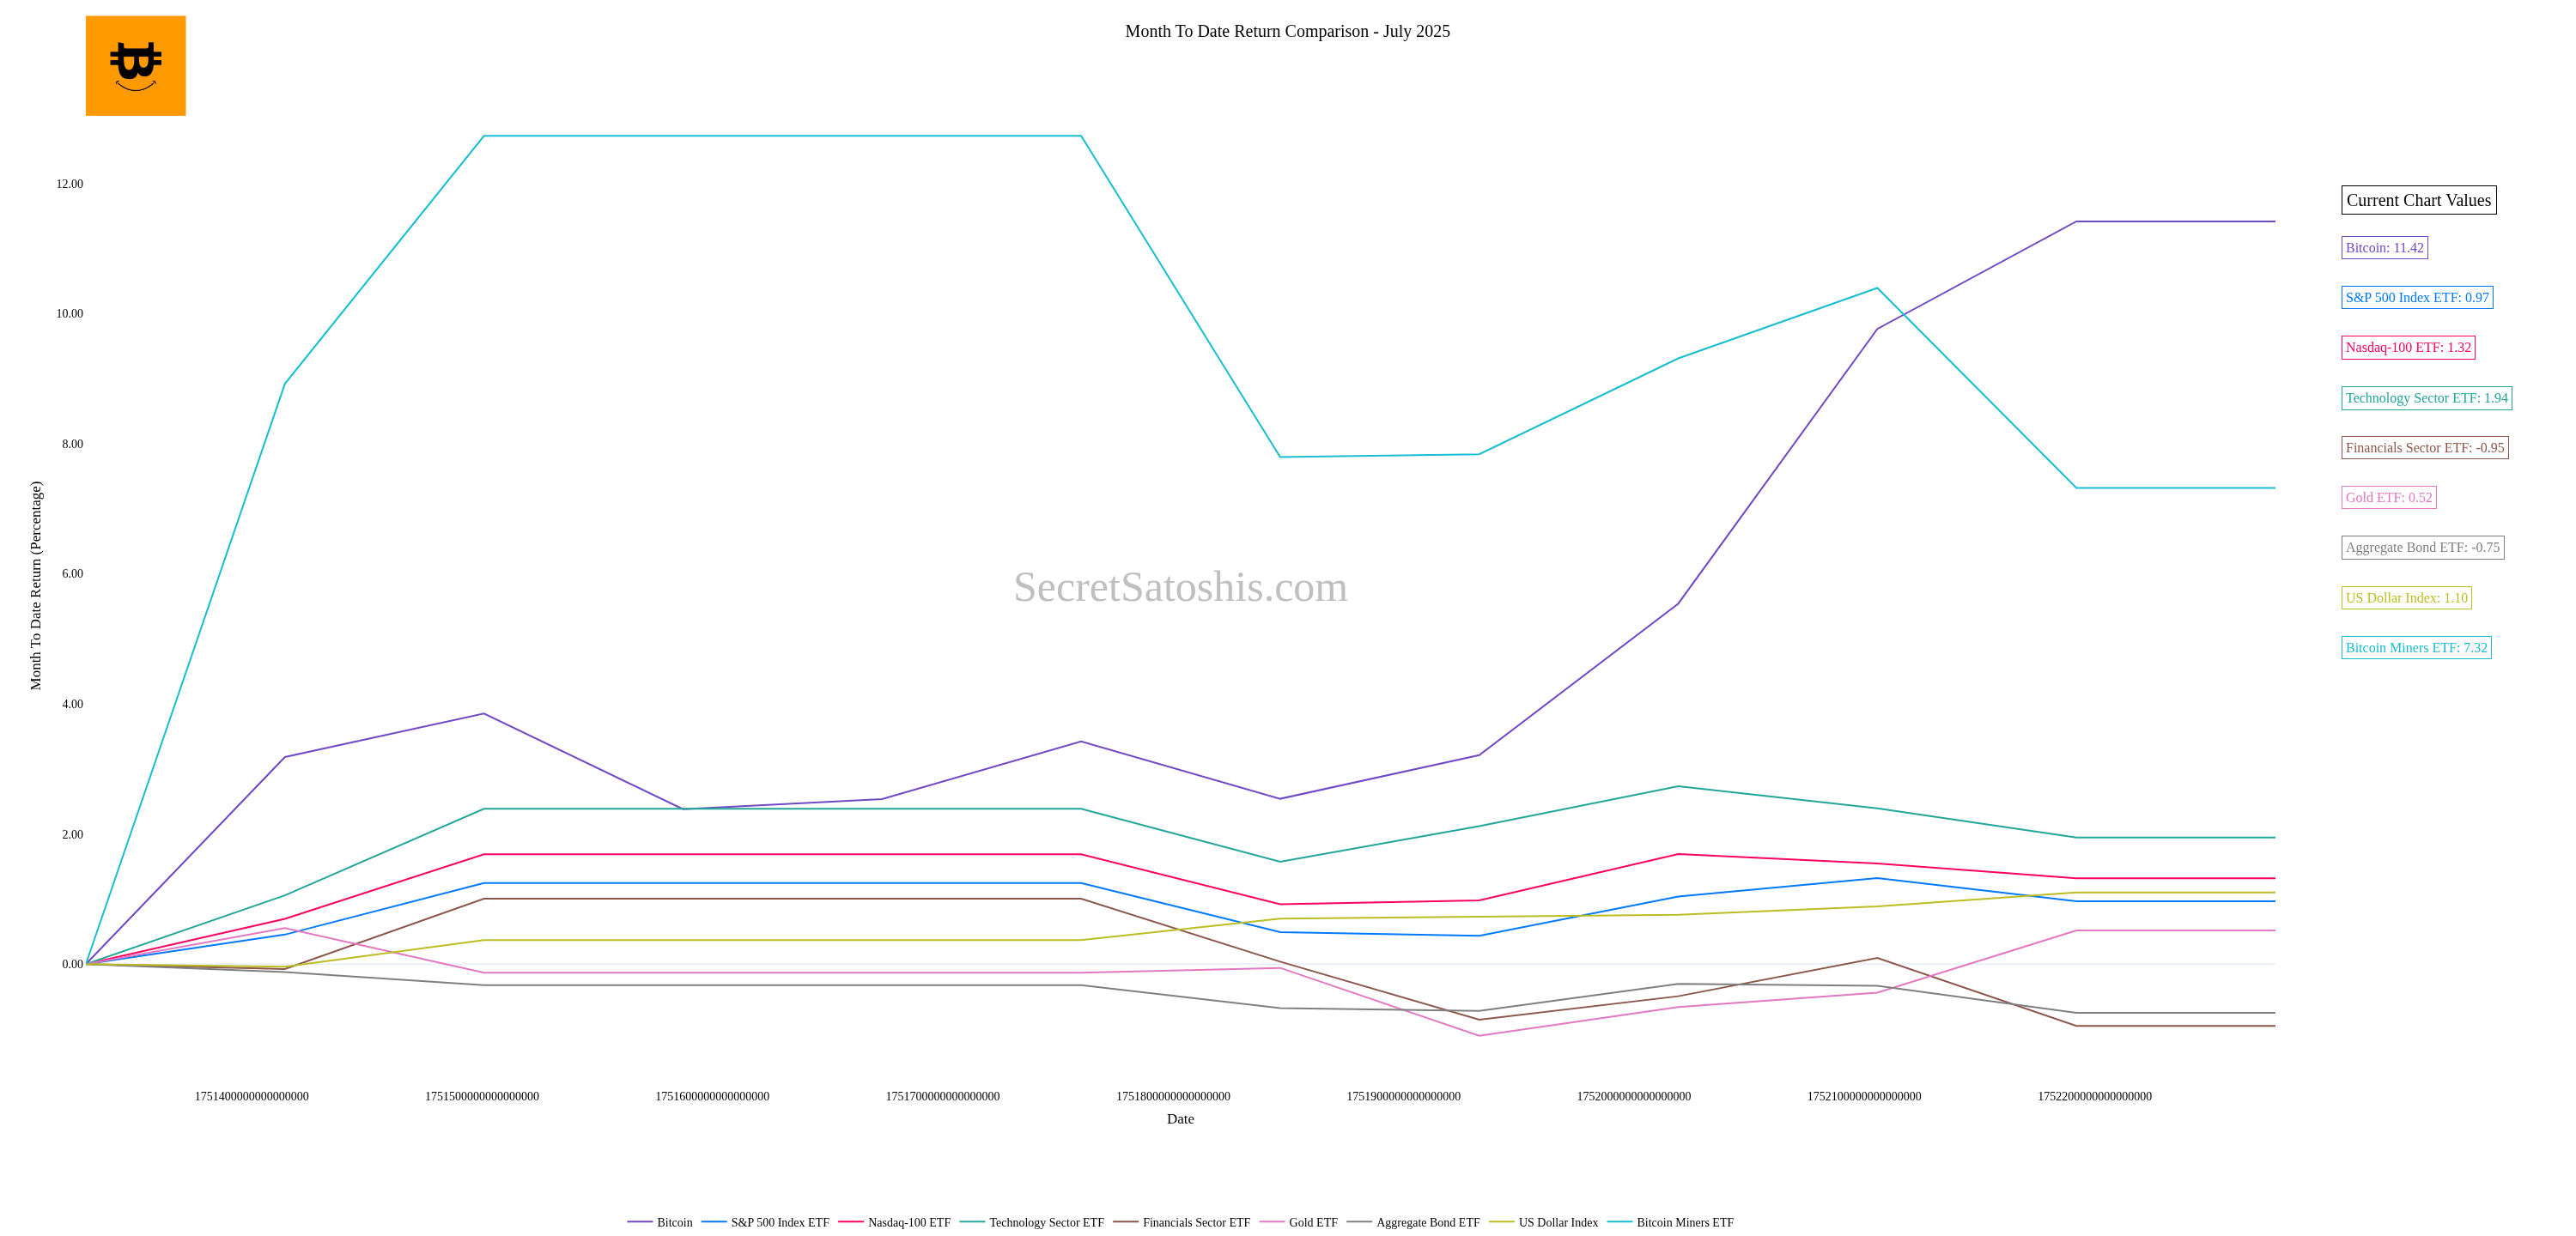 Month To Date Return Comparison - July 2025
12.00
10.00
8.00
6.00
4.00
2.00
0.00
Month To Date Return (Percentage)
SecretSatoshis.com
Current Chart Values
Bitcoin: 11.42
S&P 500 Index ETF: 0.97
Nasdaq-100 ETF: 1.32
Technology Sector ETF: 1.94
Financials Sector ETF: -0.95
Gold ETF: 0.52
Aggregate Bond ETF: -0.75
US Dollar Index: 1.10
Bitcoin Miners ETF: 7.32
1751400000000000000 1751500000000000000 1751600000000000000 1751700000000000000 1751800000000000000 1751900000000000000 1752000000000000000 1752100000000000000 1752200000000000000
Date
Bitcoin S&P 500 Index ETF Nasdaq-100 ETF Technology Sector ETF Financials Sector ETF Gold ETF Aggregate Bond ETF US Dollar Index Bitcoin Miners ETF